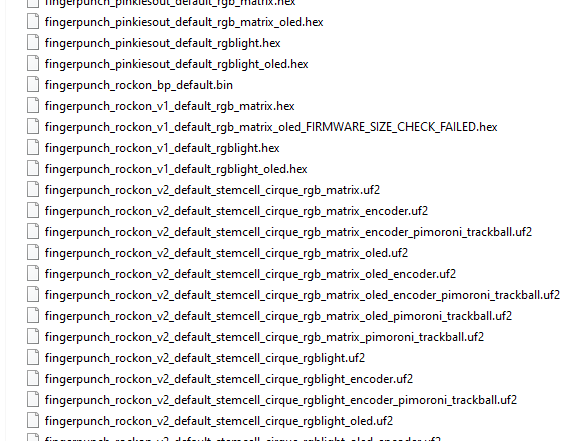 fingerpunch_pinkiesout_default_rgb_matrix.hex
fingerpunch_pinkiesout_default_rgb_matrix_oled.hex
fingerpunch_pinkiesout_default_rgblight.hex
fingerpunch_pinkiesout_default_rgblight_oled.hex
fingerpunch_rockon_bp_default.bin
fingerpunch_rockon_v1_default_rgb_matrix.hex
fingerpunch_rockon_v1_default_rgb_matrix_oled_FIRMWARE_SIZE_CHECK_FAILED.hex
fingerpunch_rockon_v1_default_rgblight.hex
fingerpunch_rockon_v1_default_rgblight_oled.hex
fingerpunch_rockon_v2_default_stemcell_cirque_rgb_matrix.uf2
fingerpunch_rockon_v2_default_stemcell_cirque_rgb_matrix_encoder.uf2
fingerpunch_rockon_v2_default_stemcell_cirque_rgb_matrix_encoder_pimoroni_trackball.uf2
fingerpunch_rockon_v2_default_stemcell_cirque_rgb_matrix_oled.uf2
fingerpunch_rockon_v2_default_stemcell_cirque_rgb_matrix_oled_encoder.uf2
fingerpunch_rockon_v2_default_stemcell_cirque_rgb_matrix_oled_encoder_pimoroni_trackball.uf2
fingerpunch_rockon_v2_default_stemcell_cirque_rgb_matrix_oled_pimoroni_trackball.uf2
fingerpunch_rockon_v2_default_stemcell_cirque_rgb_matrix_pimoroni_trackball.uf2
fingerpunch_rockon_v2_default_stemcell_cirque_rgblight.uf2
fingerpunch_rockon_v2_default_stemcell_cirque_rgblight_encoder.uf2
fingerpunch_rockon_v2_default_stemcell_cirque_rgblight_encoder_pimoroni_trackball.uf2
fingerpunch_rockon_v2_default_stemcell_cirque_rgblight_oled.uf2
fingerpunch_rockon_v2_default_stemcell_cirque_rgblight_oled_encoder.uf2